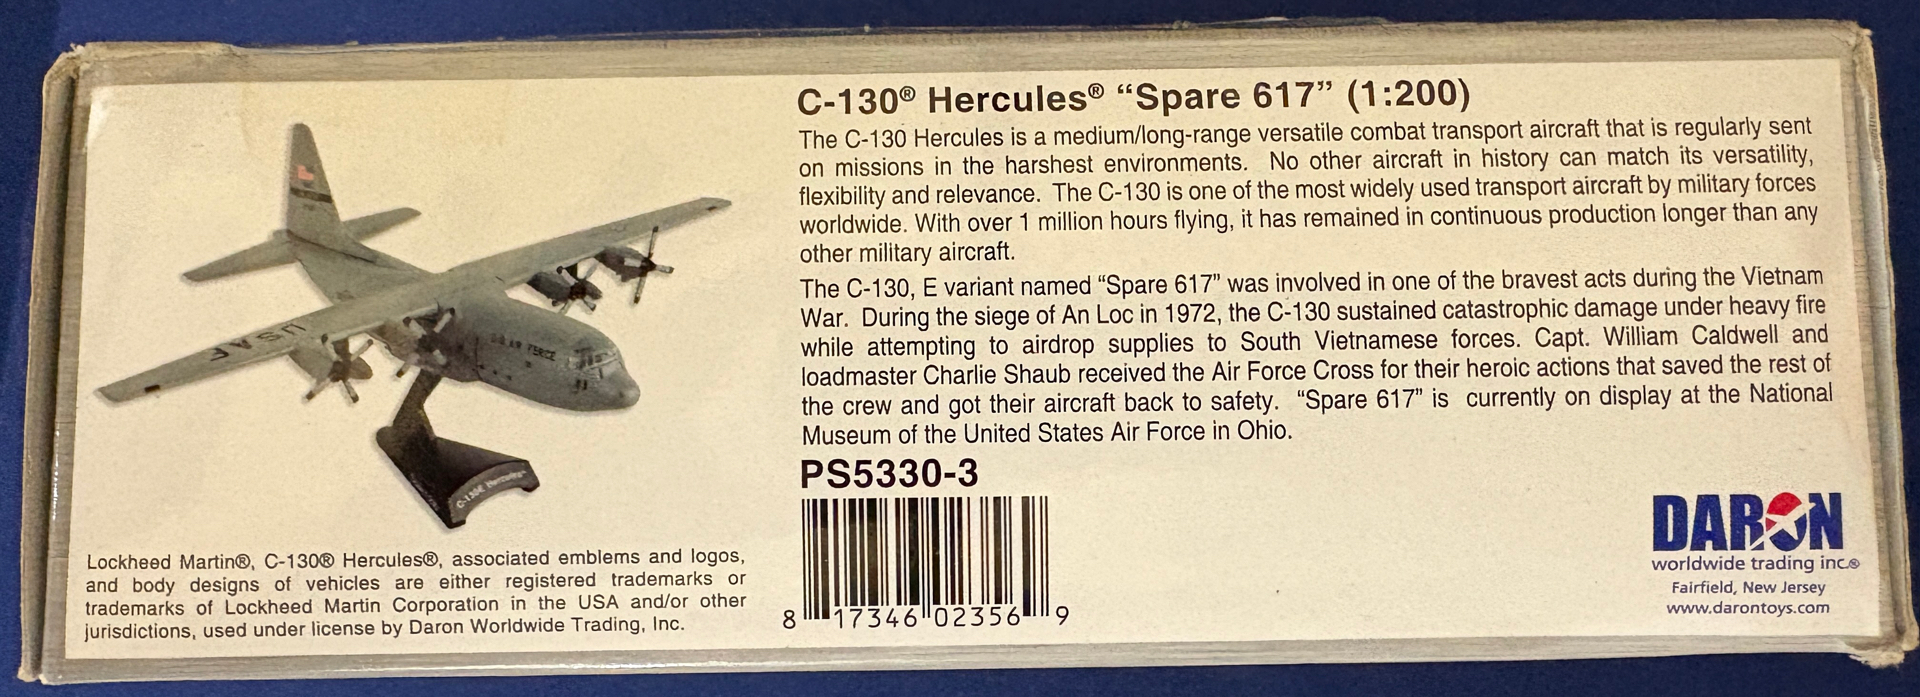 C-130® Hercules® “Spare 617” (1:200)
The C-130 Hercules is a medium/long-range versatile combat transport aircraft that is regularly sent
on missions in the harshest environments. No other aircraft in history can match its versatility,
flexibility and relevance. The C-130 is one of the most widely used transport aircraft by military forces
worldwide. With over 1 million hours flying, it has remained in continuous production longer than any
other military aircraft.
The C-130, E variant named “Spare 617” was involved in one of the bravest acts during the Vietnam
War. During the siege of An Loc in 1972, the C-130 sustained catastrophic damage under heavy fire
while attempting to airdrop supplies to South Vietnamese forces. Capt. William Caldwell and
loadmaster Charlie Shaub received the Air Force Cross for their heroic actions that saved the rest of
the crew and got their aircraft back to safety. “Spare 617” is currently on display at the National
Museum of the United States Air Force in Ohio.
PS5330-3
8 17346 02356 9
USAF
U.S. AIR FORCE
C-130E Hercules
Lockheed Martin®, C-130® Hercules®, associated emblems and logos,
and body designs of vehicles are either registered trademarks or
trademarks of Lockheed Martin Corporation in the USA and/or other
jurisdictions, used under license by Daron Worldwide Trading, Inc.
DARON
worldwide trading inc.®
Fairfield, New Jersey
www.darontoys.com